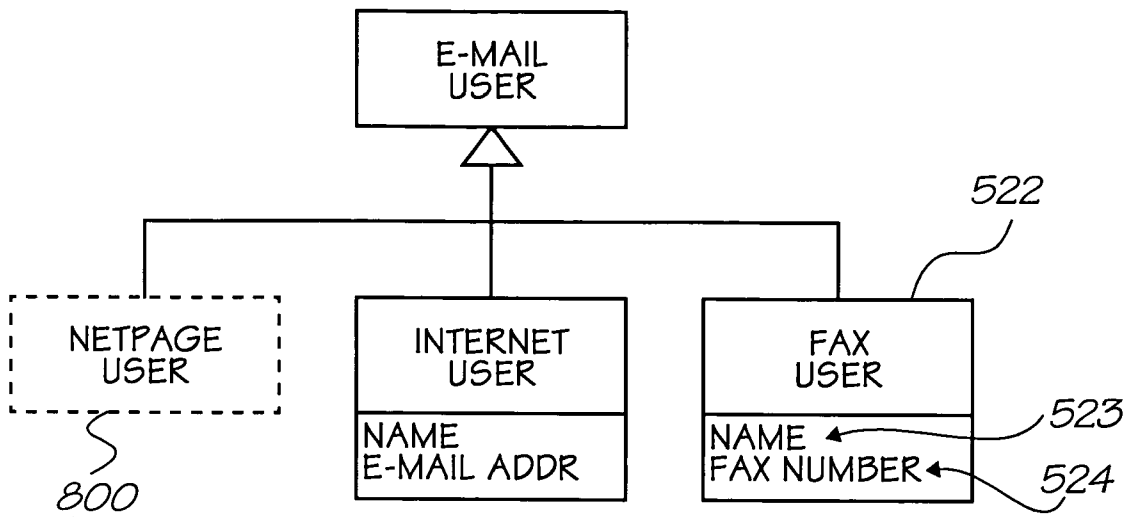 E-MAIL
USER
522
NETPAGE
USER
INTERNET
USER
FAX
USER
NAME
E-MAIL ADDR
NAME
FAX NUMBER
523
524
800